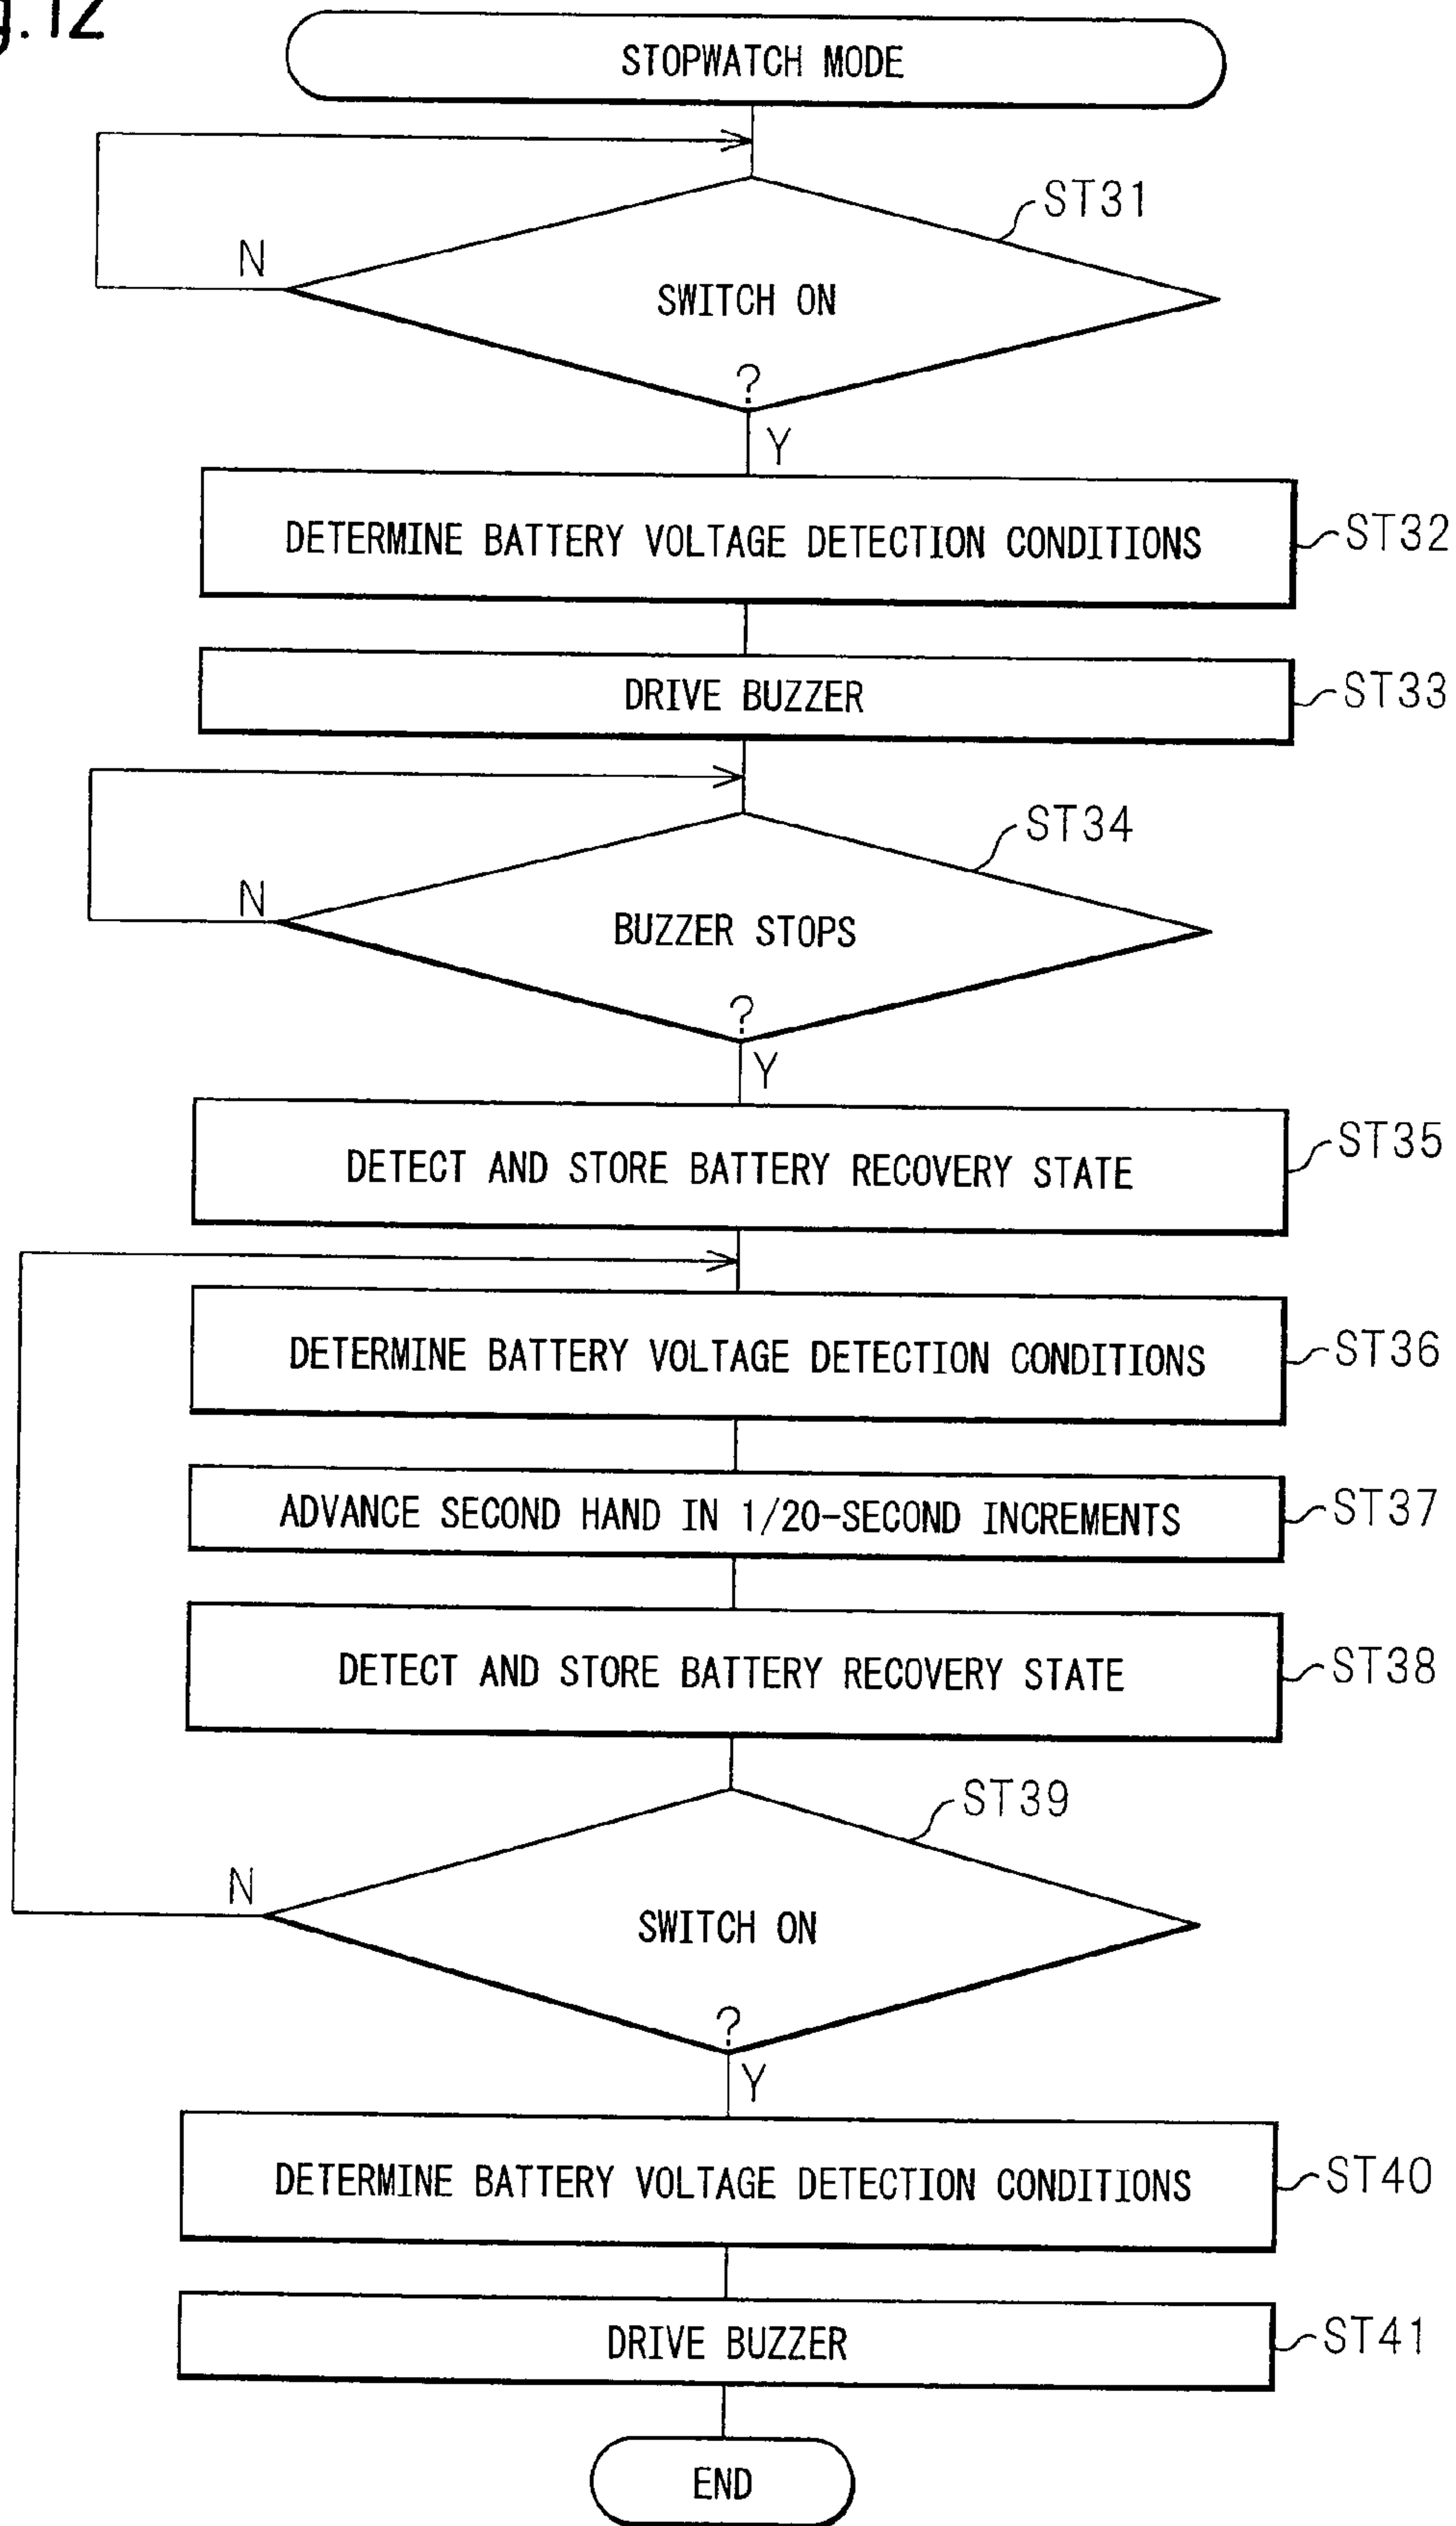 g.12
STOPWATCH MODE
ST31
N
SWITCH ON
?
Y
DETERMINE BATTERY VOLTAGE DETECTION CONDITIONS
ST32
DRIVE BUZZER
ST33
ST34
N
BUZZER STOPS
?
Y
DETECT AND STORE BATTERY RECOVERY STATE
ST35
DETERMINE BATTERY VOLTAGE DETECTION CONDITIONS
ST36
ADVANCE SECOND HAND IN 1/20-SECOND INCREMENTS
ST37
DETECT AND STORE BATTERY RECOVERY STATE
ST38
ST39
N
SWITCH ON
?
Y
DETERMINE BATTERY VOLTAGE DETECTION CONDITIONS
ST40
DRIVE BUZZER
ST41
END